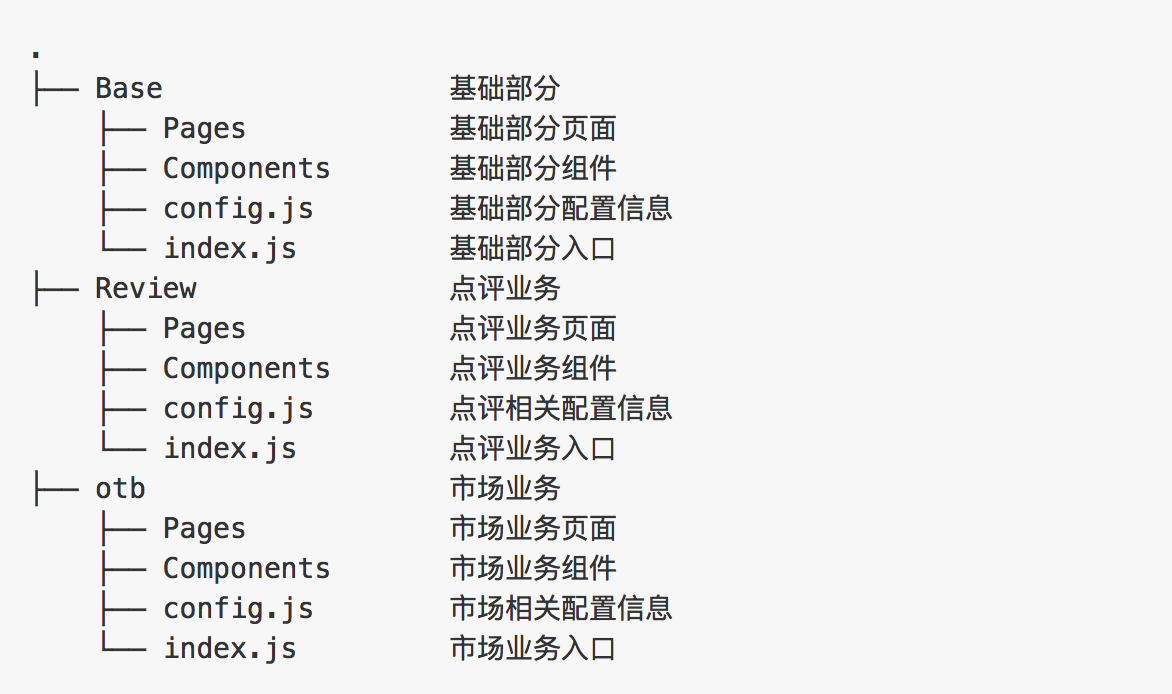 .
├── Base 基础部分
├── Pages 基础部分页面
├── Components 基础部分组件
├── config.js 基础部分配置信息
└── index.js 基础部分入口
├── Review 点评业务
├── Pages 点评业务页面
├── Components 点评业务组件
├── config.js 点评相关配置信息
└── index.js 点评业务入口
├── otb 市场业务
├── Pages 市场业务页面
├── Components 市场业务组件
├── config.js 市场相关配置信息
└── index.js 市场业务入口